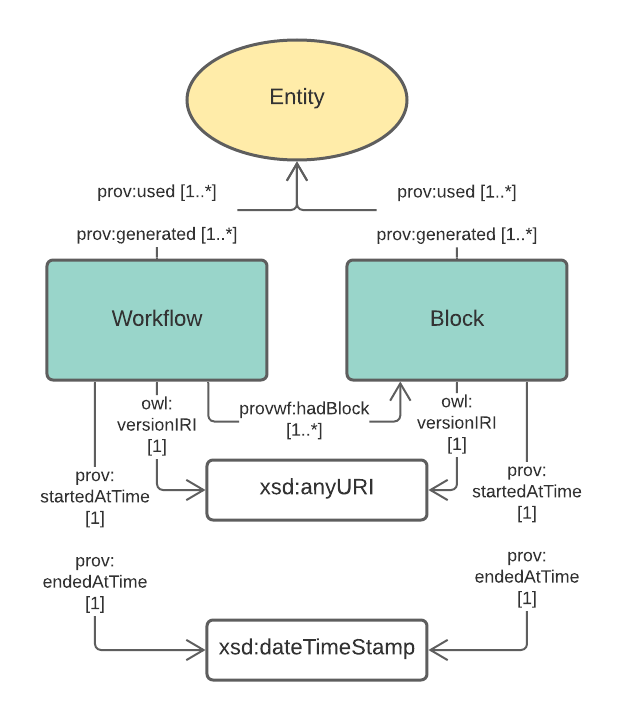 Entity
prov:used [1..*]
prov:used [1..*]
prov:generated [1..*]
prov:generated [1..*]
Workflow
Block
owl:
versionIRI
[1]
provwf:hadBlock
[1..*]
owl:
versionIRI
[1]
prov:
startedAtTime
[1]
xsd:anyURI
prov:
startedAtTime
[1]
prov:
endedAtTime
[1]
prov:
endedAtTime
[1]
xsd:dateTimeStamp